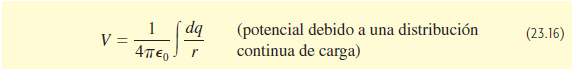 V = 1/4πϵ₀ ∫ dq/r (potencial debido a una distribución (23.16)
continua de carga)